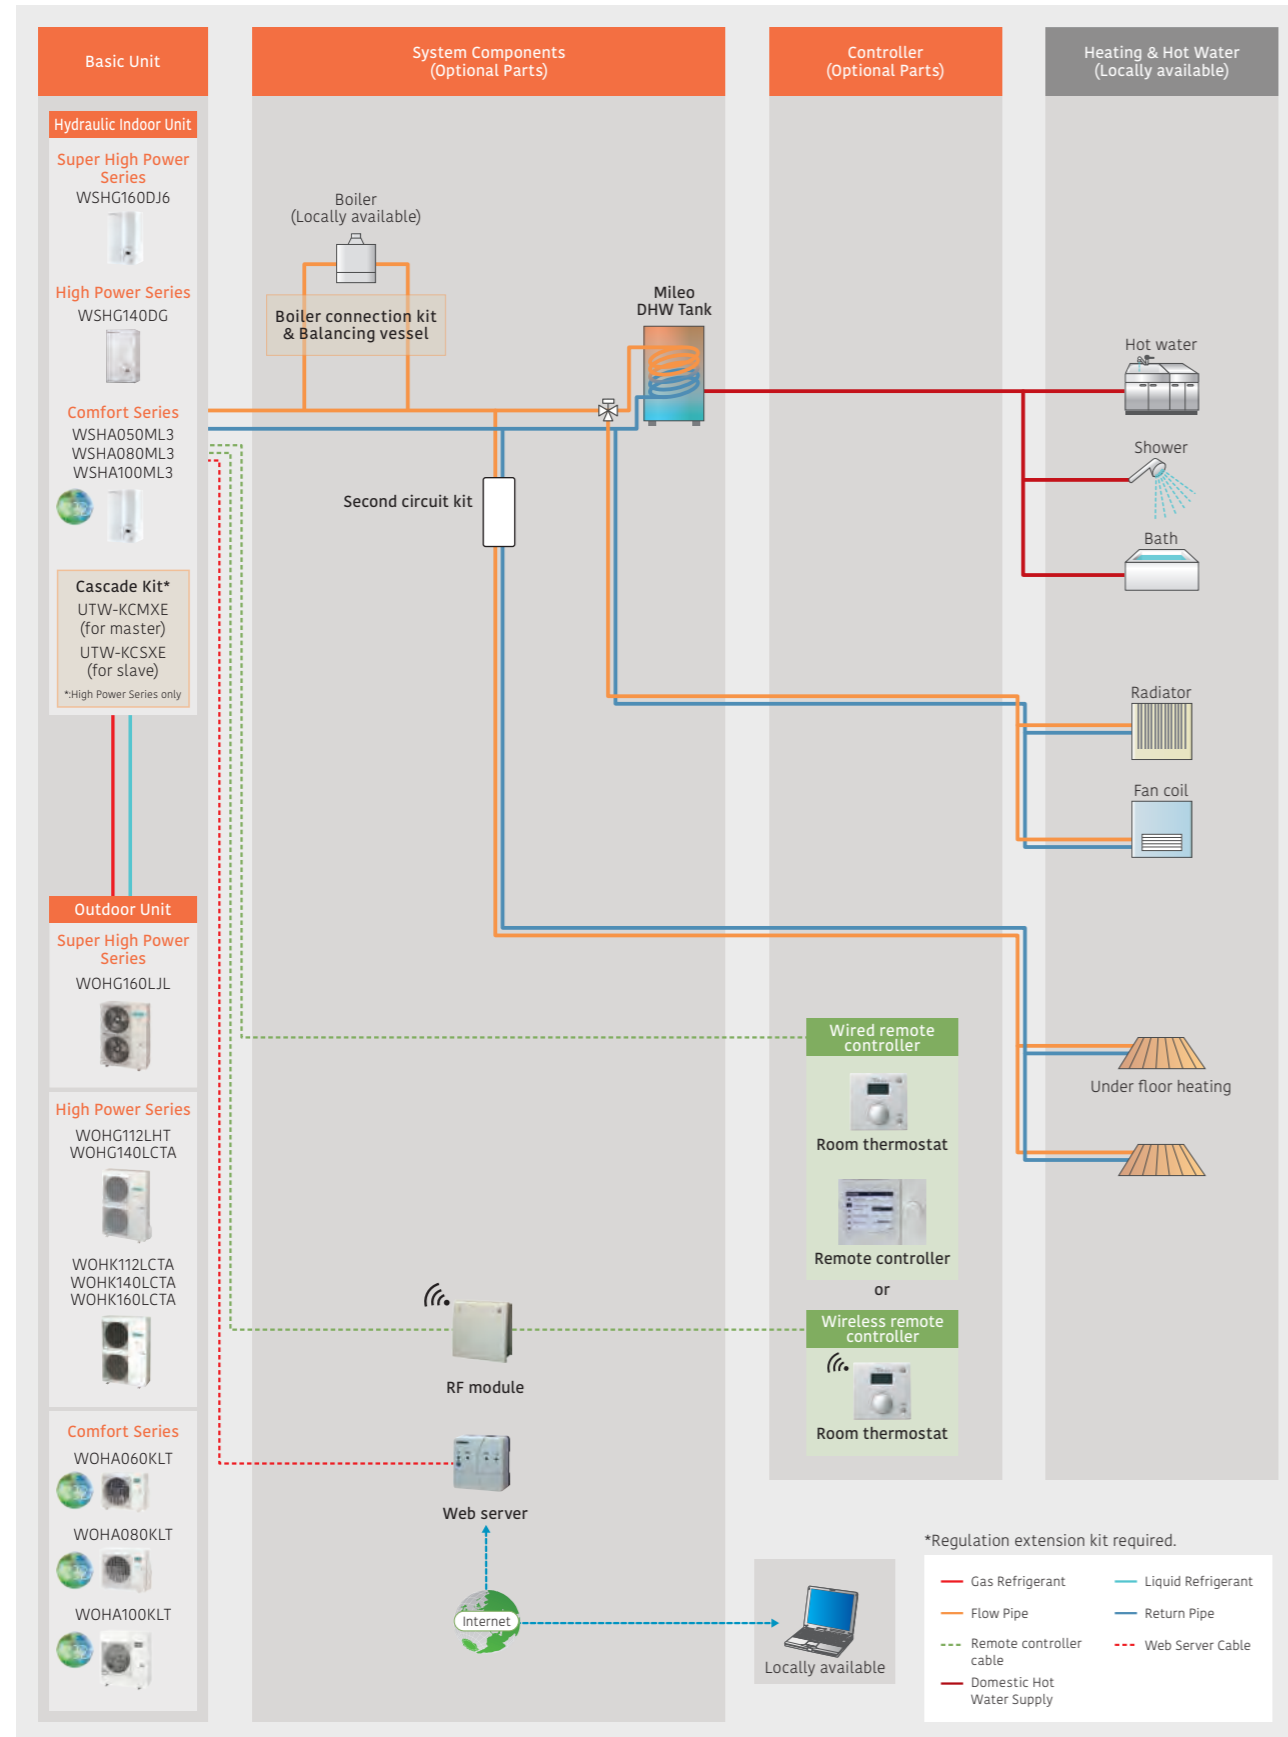 Basic Unit
System Components
(Optional Parts)
Controller
(Optional Parts)
Heating & Hot Water
(Locally available)
Hydraulic Indoor Unit
Super High Power
Series
WSHG160DJ6
High Power Series
WSHG140DG
Comfort Series
WSHA050ML3
WSHA080ML3
WSHA100ML3
Cascade Kit*
UTW-KCMXE
(for master)
UTW-KCSXE
(for slave)
*:High Power Series only
Outdoor Unit
Super High Power
Series
WOHG160LJL
High Power Series
WOHG112LHT
WOHG140LCTA
WOHK112LCTA
WOHK140LCTA
WOHK160LCTA
Comfort Series
WOHA060KLT
WOHA080KLT
WOHA100KLT
Boiler
(Locally available)
Boiler connection kit
& Balancing vessel
Mileo
DHW Tank
Second circuit kit
RF module
Web server
Internet
Locally available
Wired remote
controller
Room thermostat
Remote controller
or
Wireless remote
controller
Room thermostat
Hot water
Shower
Bath
Radiator
Fan coil
Under floor heating
*Regulation extension kit required.
Gas Refrigerant
Liquid Refrigerant
Flow Pipe
Return Pipe
Remote controller
cable
Web Server Cable
Domestic Hot
Water Supply